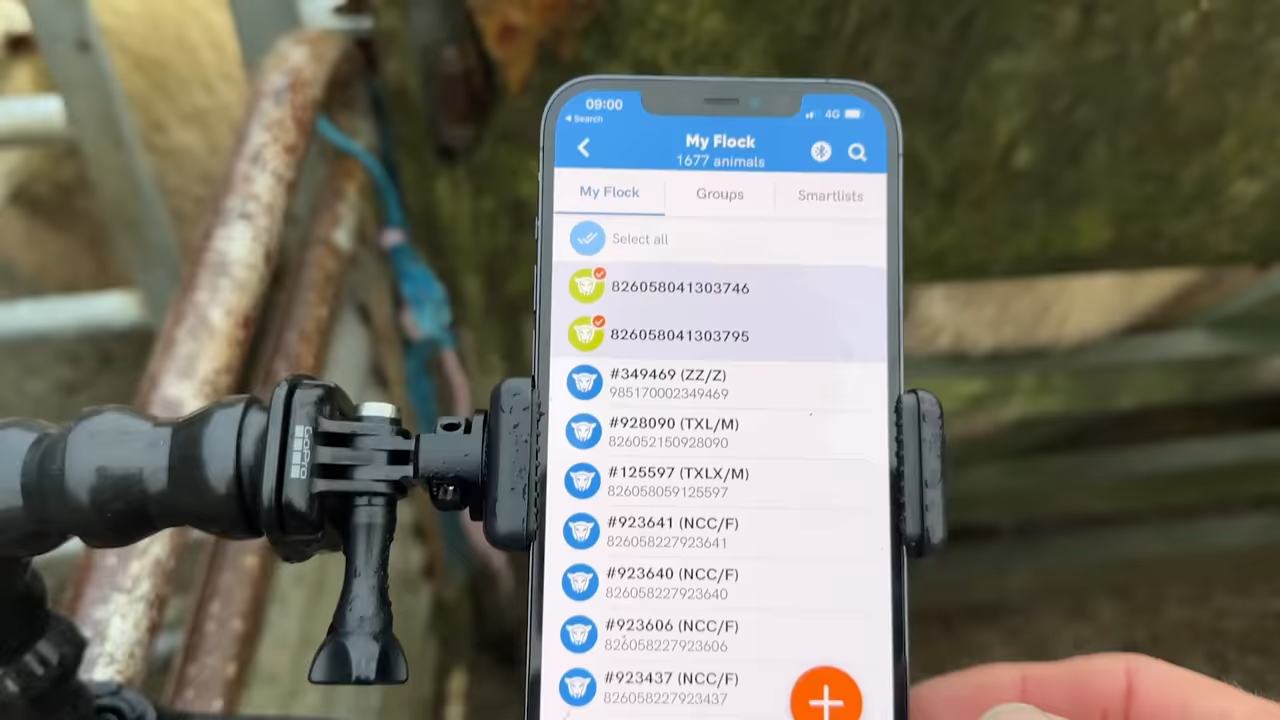 09:00
4G
Search
My Flock
1677 animals
My Flock
Groups
Smartlists
Select all
826058041303746
826058041303795
#349469 (ZZ/Z)
985170002349469
#928090 (TXL/M)
826052150928090
#125597 (TXLX/M)
826058059125597
#923641 (NCC/F)
826058227923641
#923640 (NCC/F)
826058227923640
#923606 (NCC/F)
826058227923606
#923437 (NCC/F)
826058227923437
GoPro